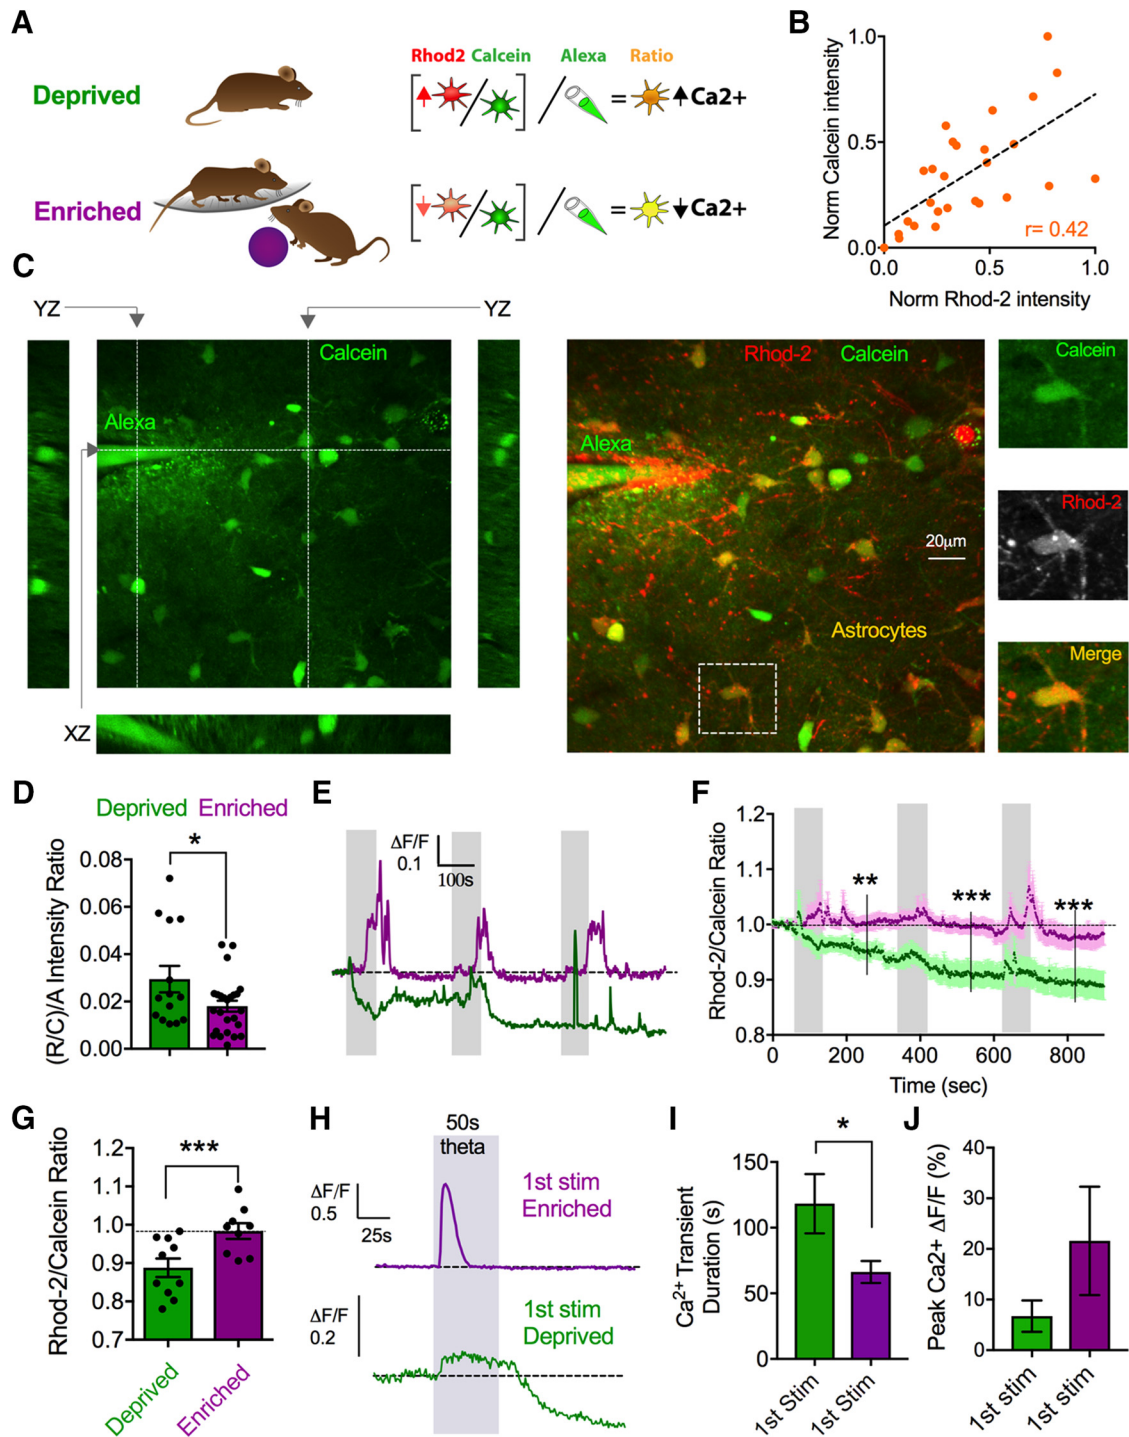 A
Rhod2 Calcein Alexa Ratio
Deprived
[ / ] / = Ca2+
Enriched
[ / ] / = Ca2+
B
Norm Calcein intensity
1.0
0.5
0.0
r= 0.42
0.0 0.5 1.0
Norm Rhod-2 intensity
C
YZ YZ
Calcein
Alexa
XZ
Rhod-2 Calcein
Alexa
20µm
Astrocytes
Calcein
Rhod-2
Merge
D
Deprived Enriched
*
(R/C)/A Intensity Ratio
0.08
0.06
0.04
0.02
0.00
E
ΔF/F
0.1
100s
F
Rhod-2/Calcein Ratio
1.2
1.1
1.0
0.9
0.8
** *** ***
0 200 400 600 800
Time (sec)
G
Rhod-2/Calcein Ratio
1.2
1.1
1.0
0.9
0.8
0.7
***
Deprived
Enriched
H
50s
theta
ΔF/F
0.5
25s
1st stim
Enriched
ΔF/F
0.2
1st stim
Deprived
I
*
Ca2+ Transient
Duration (s)
150
100
50
0
1st Stim
1st Stim
J
Peak Ca2+ ΔF/F (%)
40
30
20
10
0
1st stim
1st stim